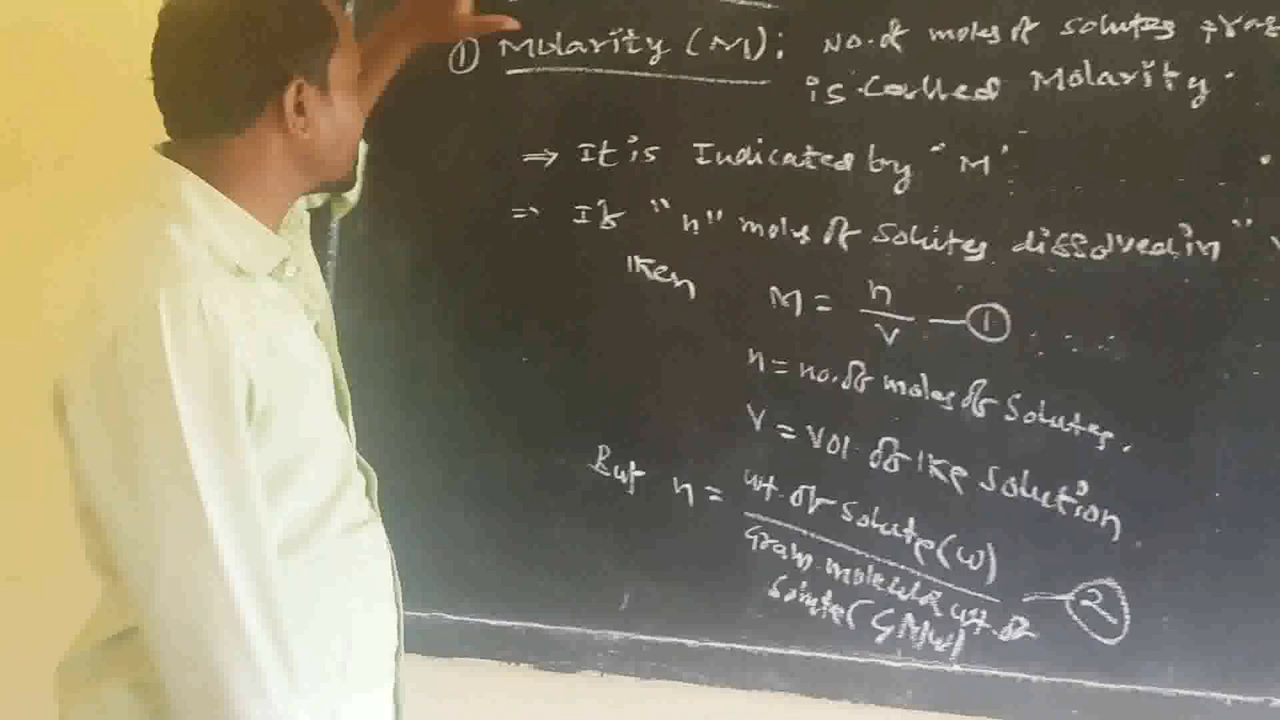 ① Molarity (M): No. of moles of solutes
is called Molarity.
⇒ It is Indicated by "M".
⇒ If "n" moles of solutes dissolved in "V
then
M = n/V — ①
n = no. of moles of solutes.
V = vol. of the solution
But n = wt. of solute (w) / Gram molecular wt. of solute (GMW) — ②